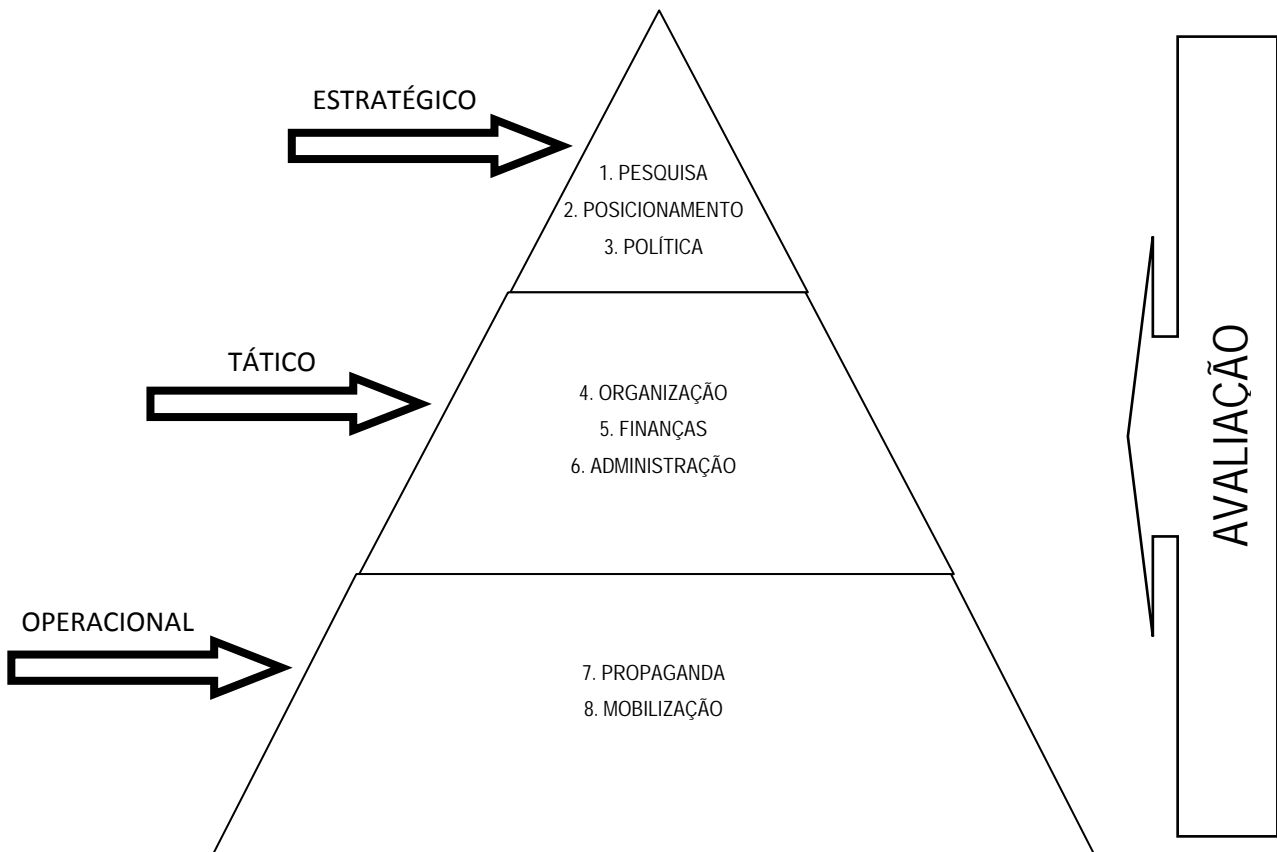 ESTRATÉGICO
1. PESQUISA
2. POSICIONAMENTO
3. POLÍTICA
TÁTICO
4. ORGANIZAÇÃO
5. FINANÇAS
6. ADMINISTRAÇÃO
OPERACIONAL
7. PROPAGANDA
8. MOBILIZAÇÃO
AVALIAÇÃO